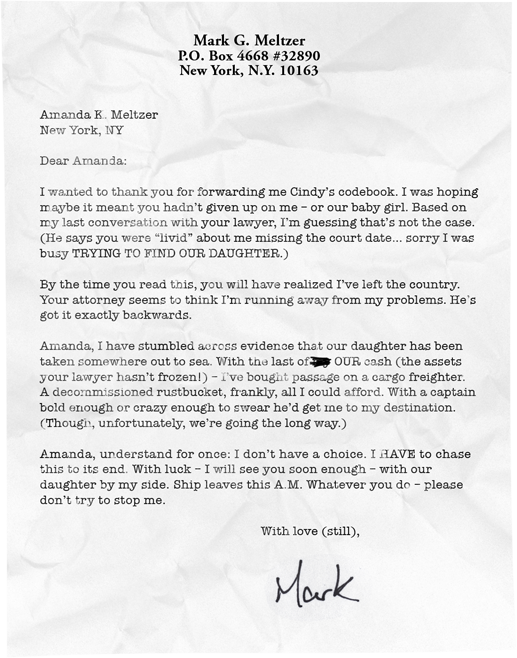 Mark G. Meltzer
P.O. Box 4668 #32890
New York, N.Y. 10163
Amanda K. Meltzer
New York, NY
Dear Amanda:
I wanted to thank you for forwarding me Cindy's codebook. I was hoping
maybe it meant you hadn't given up on me – or our baby girl. Based on
my last conversation with your lawyer, I'm guessing that's not the case.
(He says you were "livid" about me missing the court date... sorry I was
busy TRYING TO FIND OUR DAUGHTER.)
By the time you read this, you will have realized I've left the country.
Your attorney seems to think I'm running away from my problems. He's
got it exactly backwards.
Amanda, I have stumbled across evidence that our daughter has been
taken somewhere out to sea. With the last of OUR cash (the assets
your lawyer hasn't frozen!) – I've bought passage on a cargo freighter.
A decommissioned rustbucket, frankly, all I could afford. With a captain
bold enough or crazy enough to swear he'd get me to my destination.
(Though, unfortunately, we're going the long way.)
Amanda, understand for once: I don't have a choice. I HAVE to chase
this to its end. With luck – I will see you soon enough – with our
daughter by my side. Ship leaves this A.M. Whatever you do – please
don't try to stop me.
With love (still),
Mark